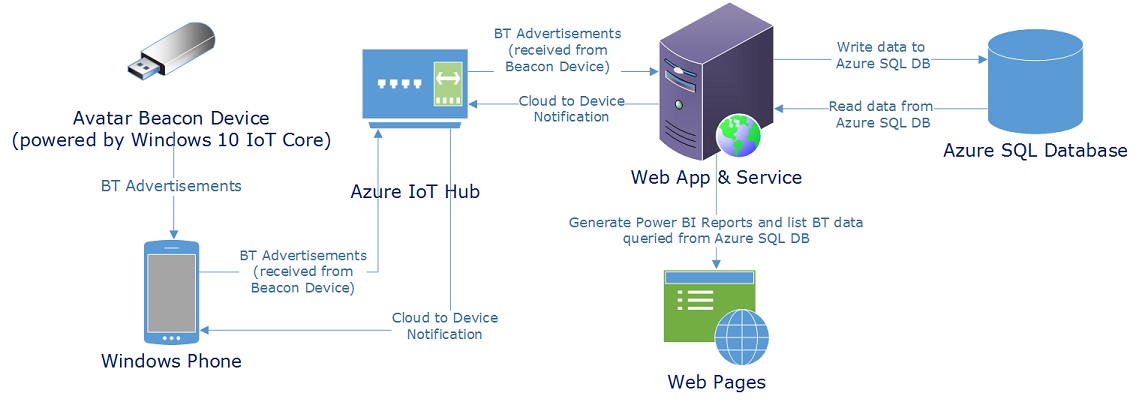 Avatar Beacon Device
(powered by Windows 10 IoT Core)
BT Advertisements
Windows Phone
BT Advertisements
(received from
Beacon Device)
Cloud to Device
Notification
Azure IoT Hub
BT Advertisements
(received from
Beacon Device)
Cloud to Device
Notification
Web App & Service
Write data to
Azure SQL DB
Read data from
Azure SQL DB
Azure SQL Database
Generate Power BI Reports and list BT data
queried from Azure SQL DB
Web Pages